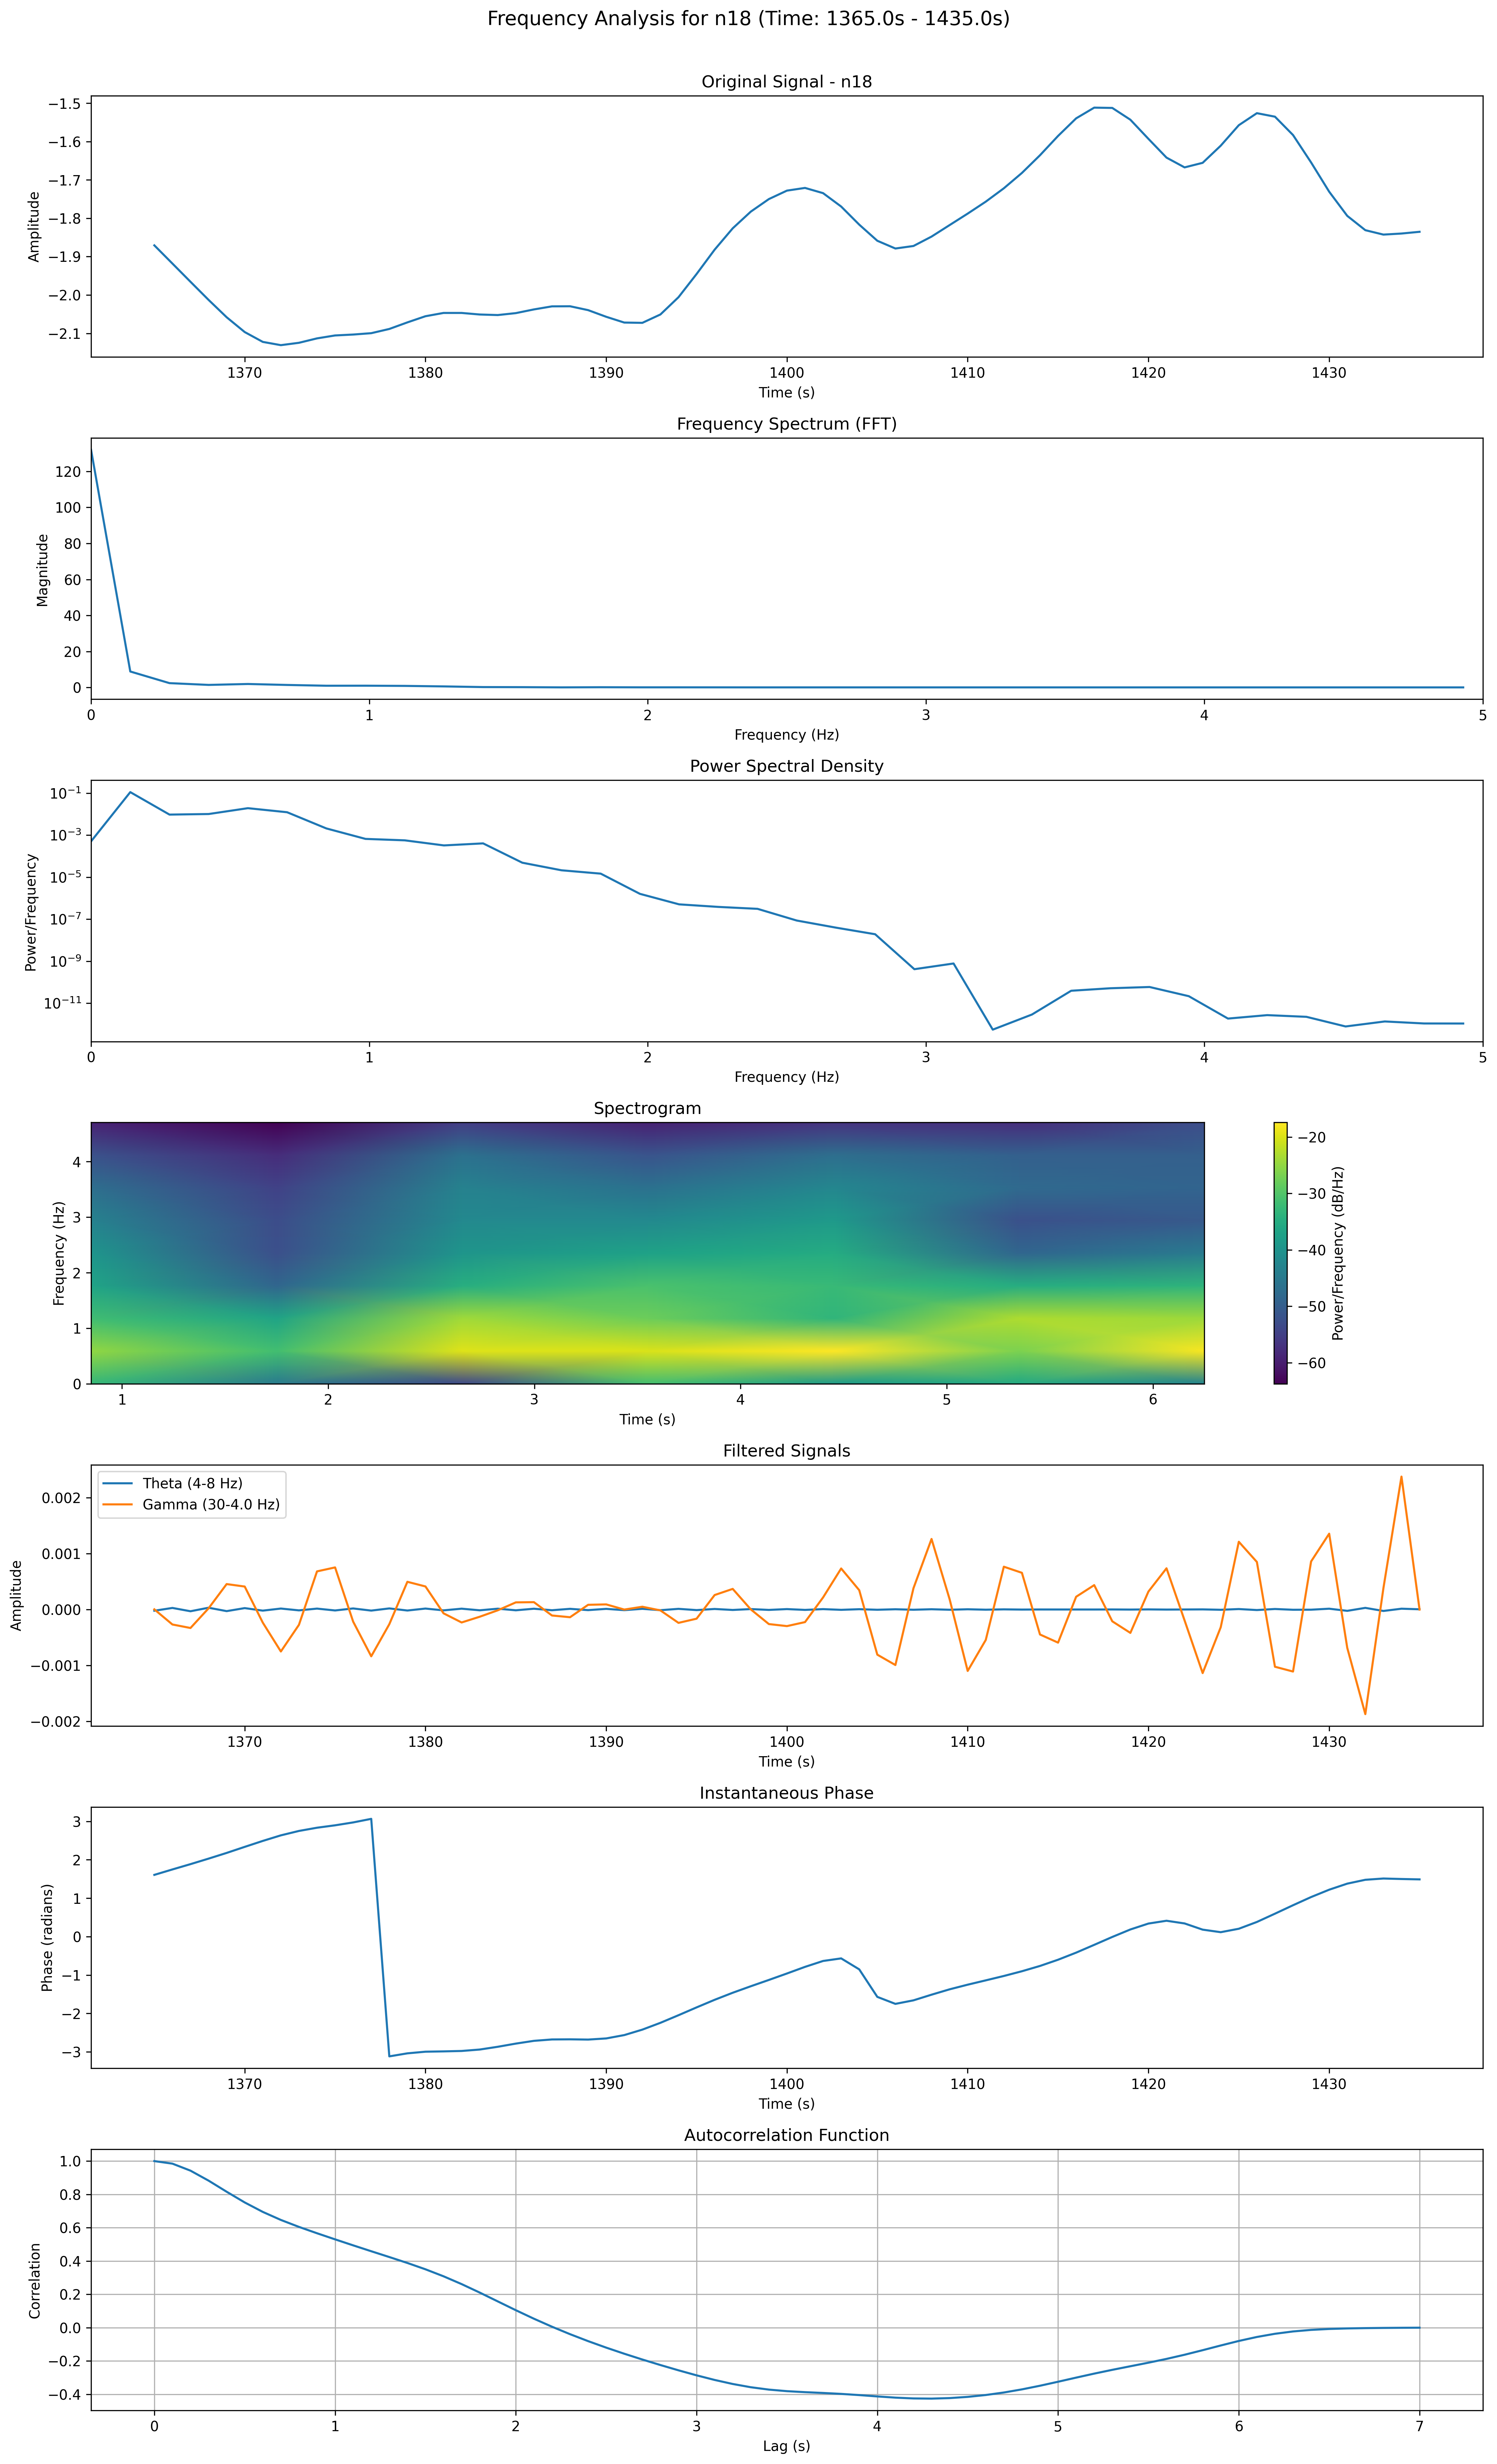 Frequency Analysis for n18 (Time: 1365.0s - 1435.0s)
Original Signal - n18
Amplitude
−1.5
−1.6
−1.7
−1.8
−1.9
−2.0
−2.1
1370 1380 1390 1400 1410 1420 1430
Time (s)
Frequency Spectrum (FFT)
Magnitude
120
100
80
60
40
20
0
0 1 2 3 4 5
Frequency (Hz)
Power Spectral Density
Power/Frequency
10⁻¹
10⁻³
10⁻⁵
10⁻⁷
10⁻⁹
10⁻¹¹
0 1 2 3 4 5
Frequency (Hz)
Spectrogram
Frequency (Hz)
4
3
2
1
0
1 2 3 4 5 6
Time (s)
−20
−30
−40
−50
−60
Power/Frequency (dB/Hz)
Filtered Signals
Theta (4-8 Hz)
Gamma (30-4.0 Hz)
Amplitude
0.002
0.001
0.000
−0.001
−0.002
1370 1380 1390 1400 1410 1420 1430
Time (s)
Instantaneous Phase
Phase (radians)
3
2
1
0
−1
−2
−3
1370 1380 1390 1400 1410 1420 1430
Time (s)
Autocorrelation Function
Correlation
1.0
0.8
0.6
0.4
0.2
0.0
−0.2
−0.4
0 1 2 3 4 5 6 7
Lag (s)